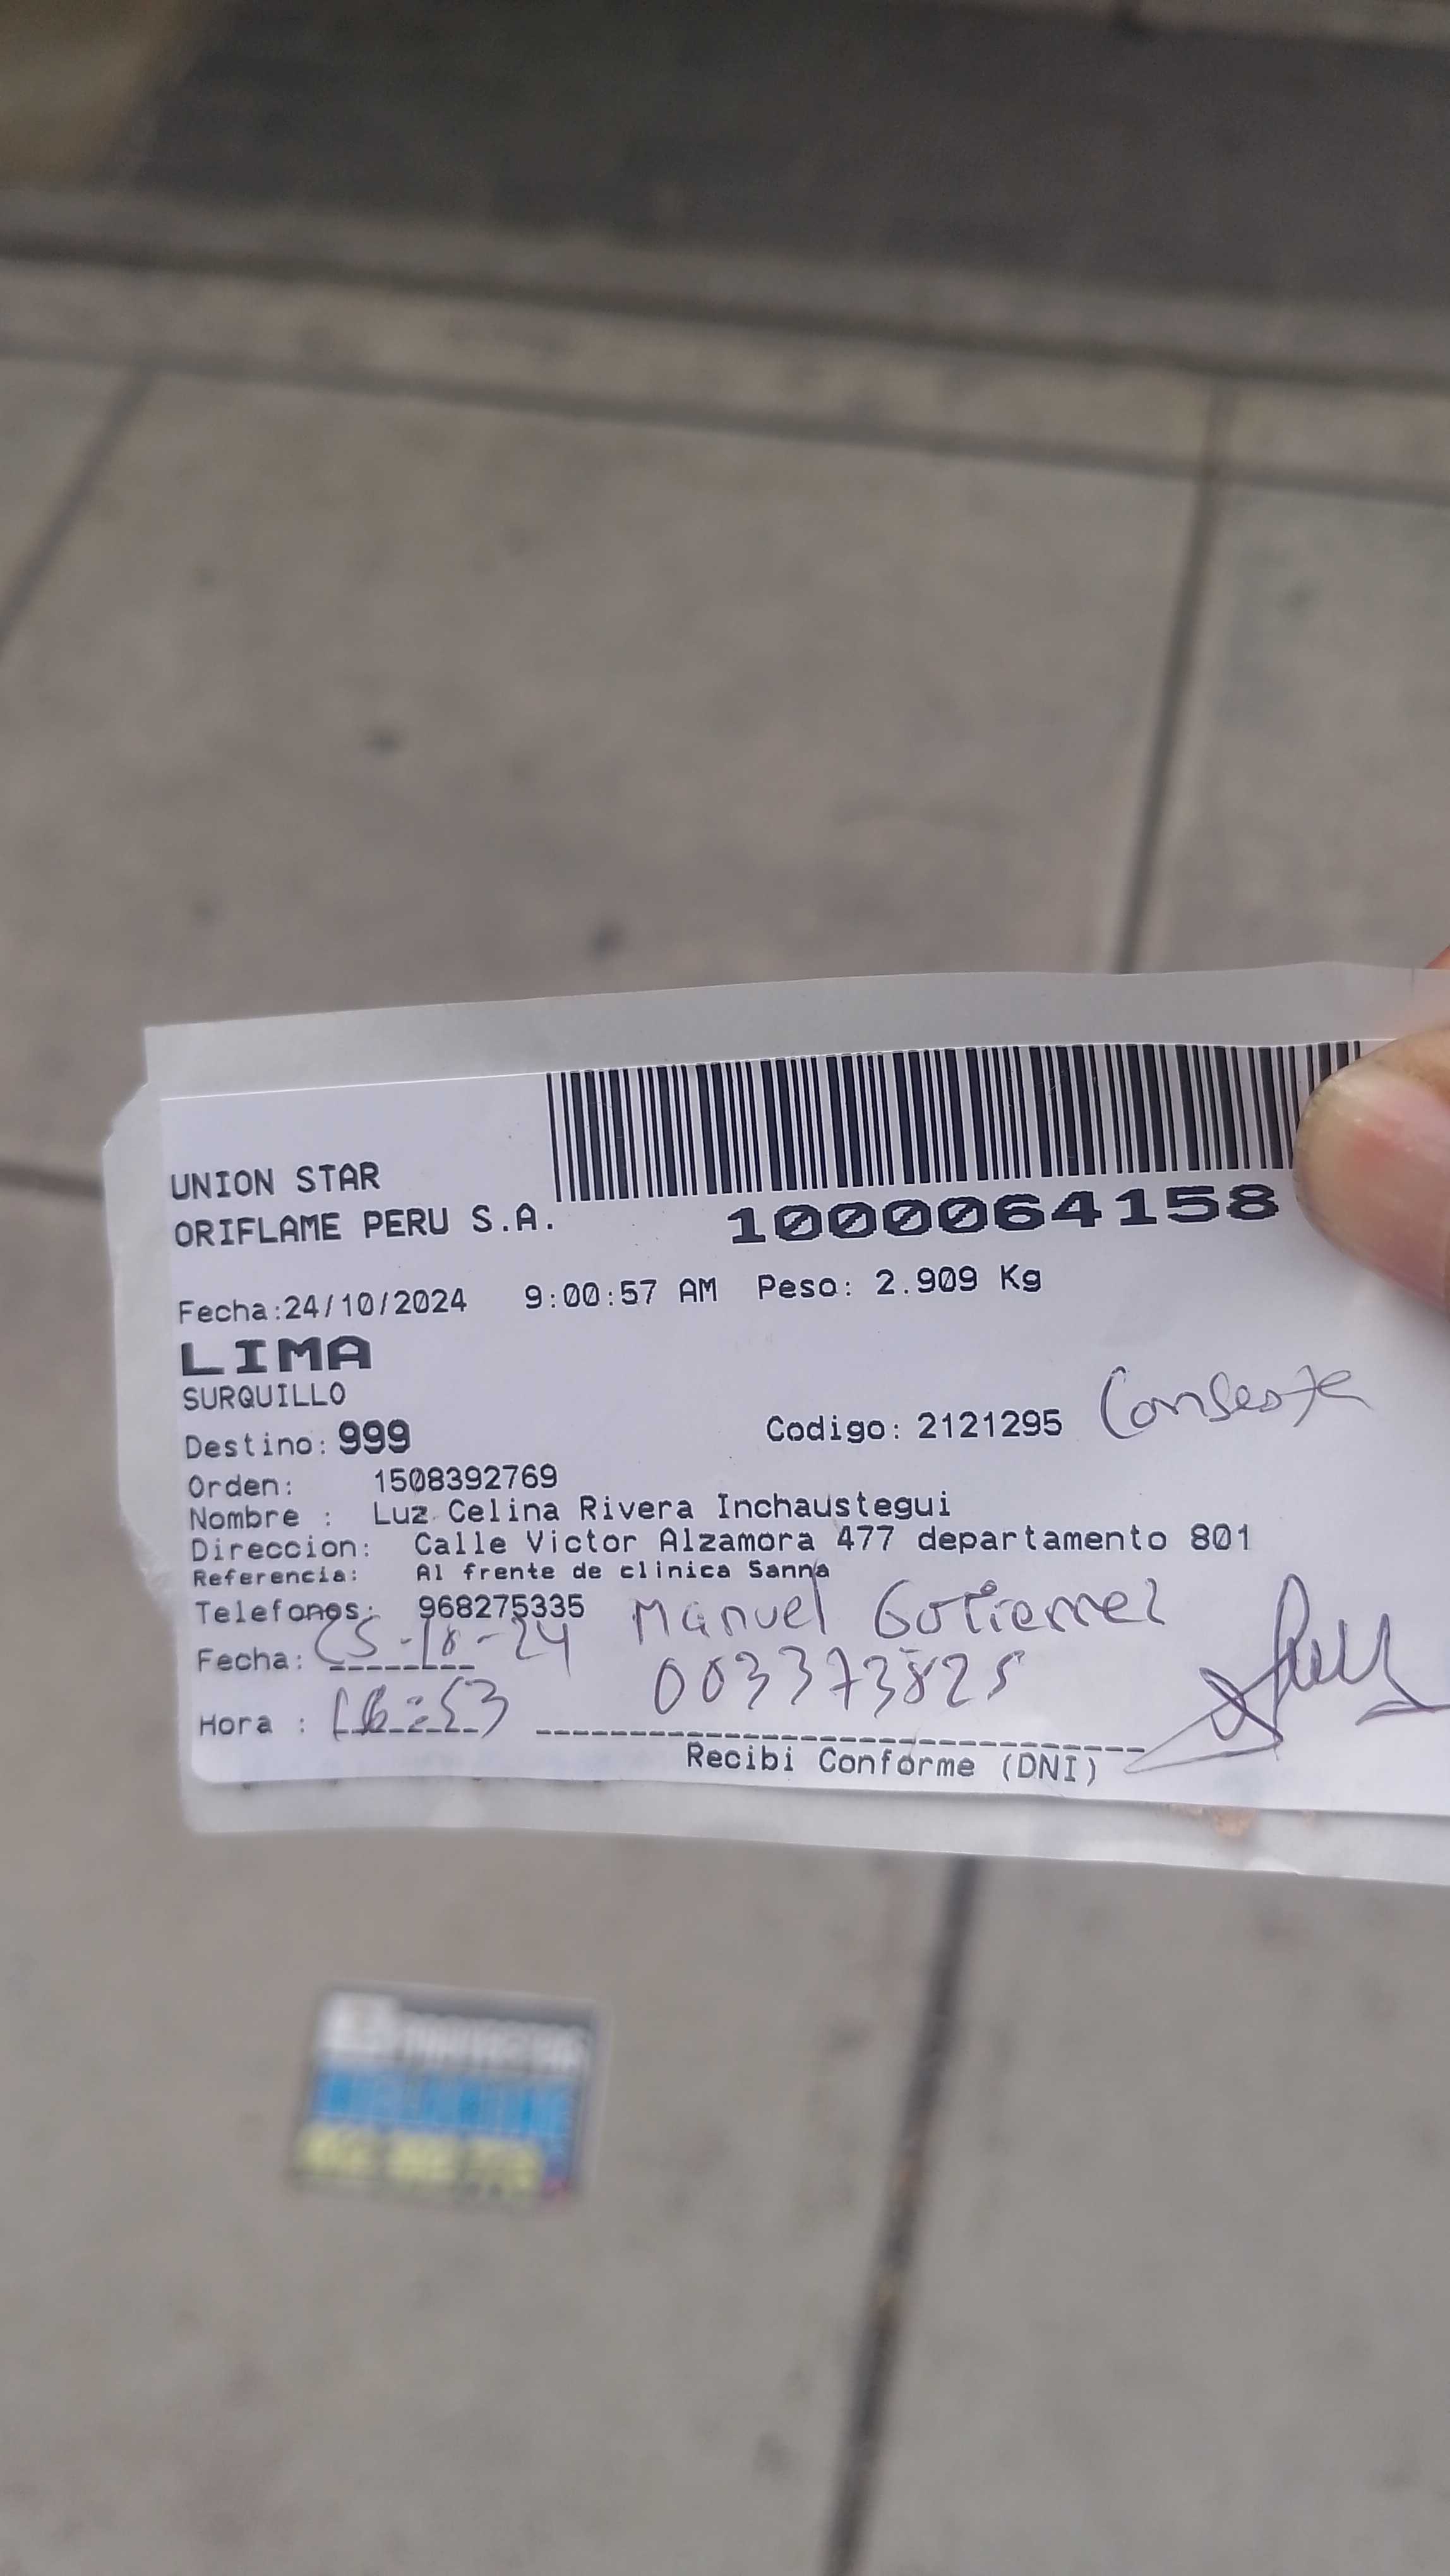 UNION STAR
ORIFLAME PERU S.A.
1000064158
Fecha:24/10/2024 9:00:57 AM Peso: 2.909 Kg
LIMA
SURQUILLO
Destino: 999 Codigo: 2121295
Orden: 1508392769
Nombre : Luz Celina Rivera Inchaustegui
Direccion: Calle Victor Alzamora 477 departamento 801
Referencia: Al frente de clinica Sanna
Telefonos: 968275335 Manuel
Fecha: 25-10-24 003373825
Hora :
Recibi Conforme (DNI)